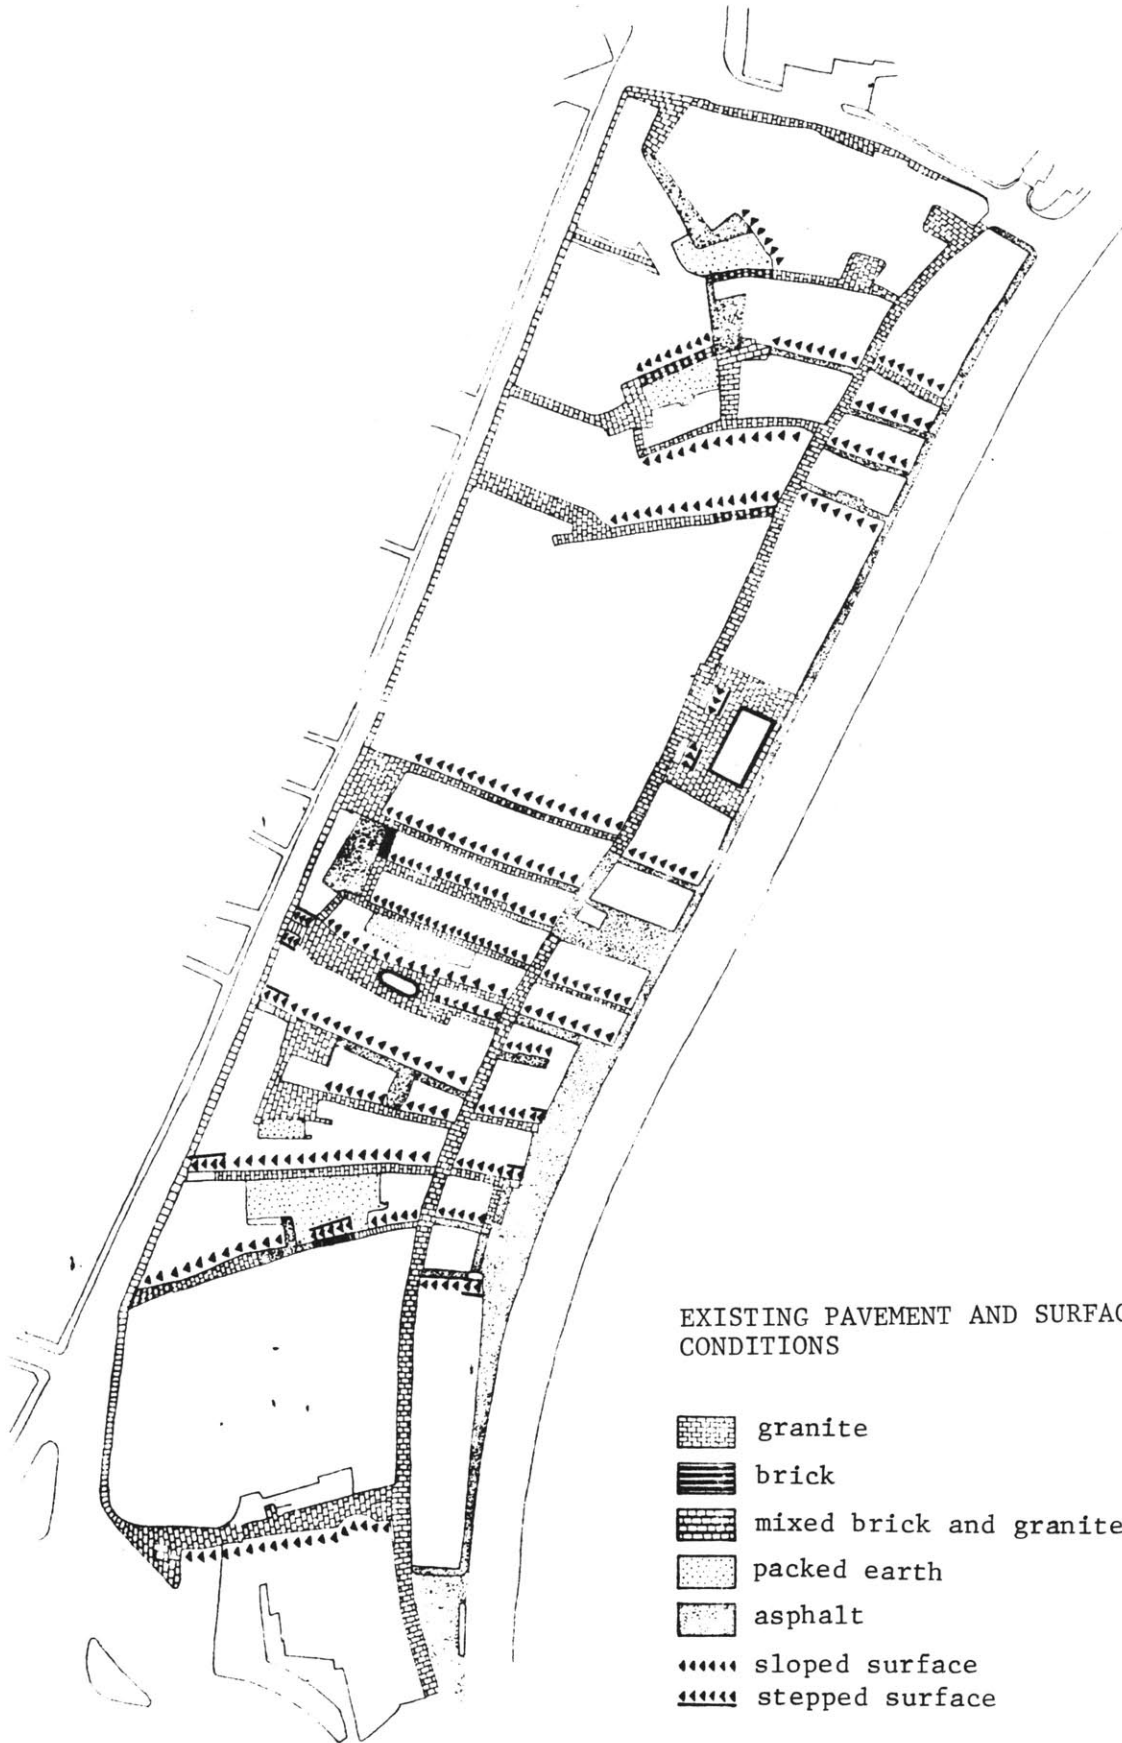 EXISTING PAVEMENT AND SURFAC
CONDITIONS
granite
brick
mixed brick and granite
packed earth
asphalt
sloped surface
stepped surface